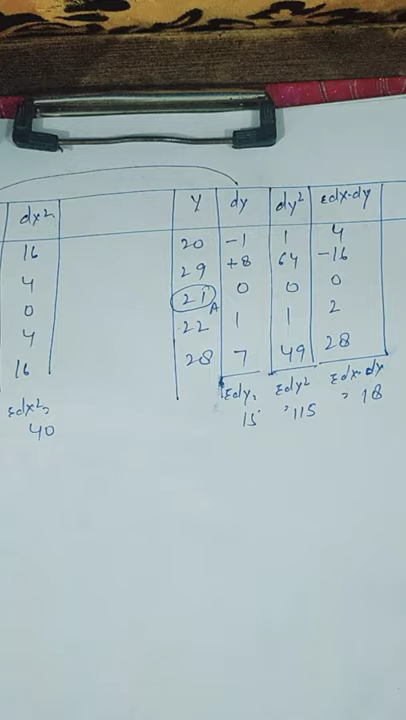 dx² Y dy dy² Σdx·dy
16 20 -1 1 4
4 29 +8 64 -16
0 21 A 0 0 0
4 22 1 1 2
16 28 7 49 28
Σdx² = 40 Σdy = 15 Σdy² = 115 Σdx·dy = 18